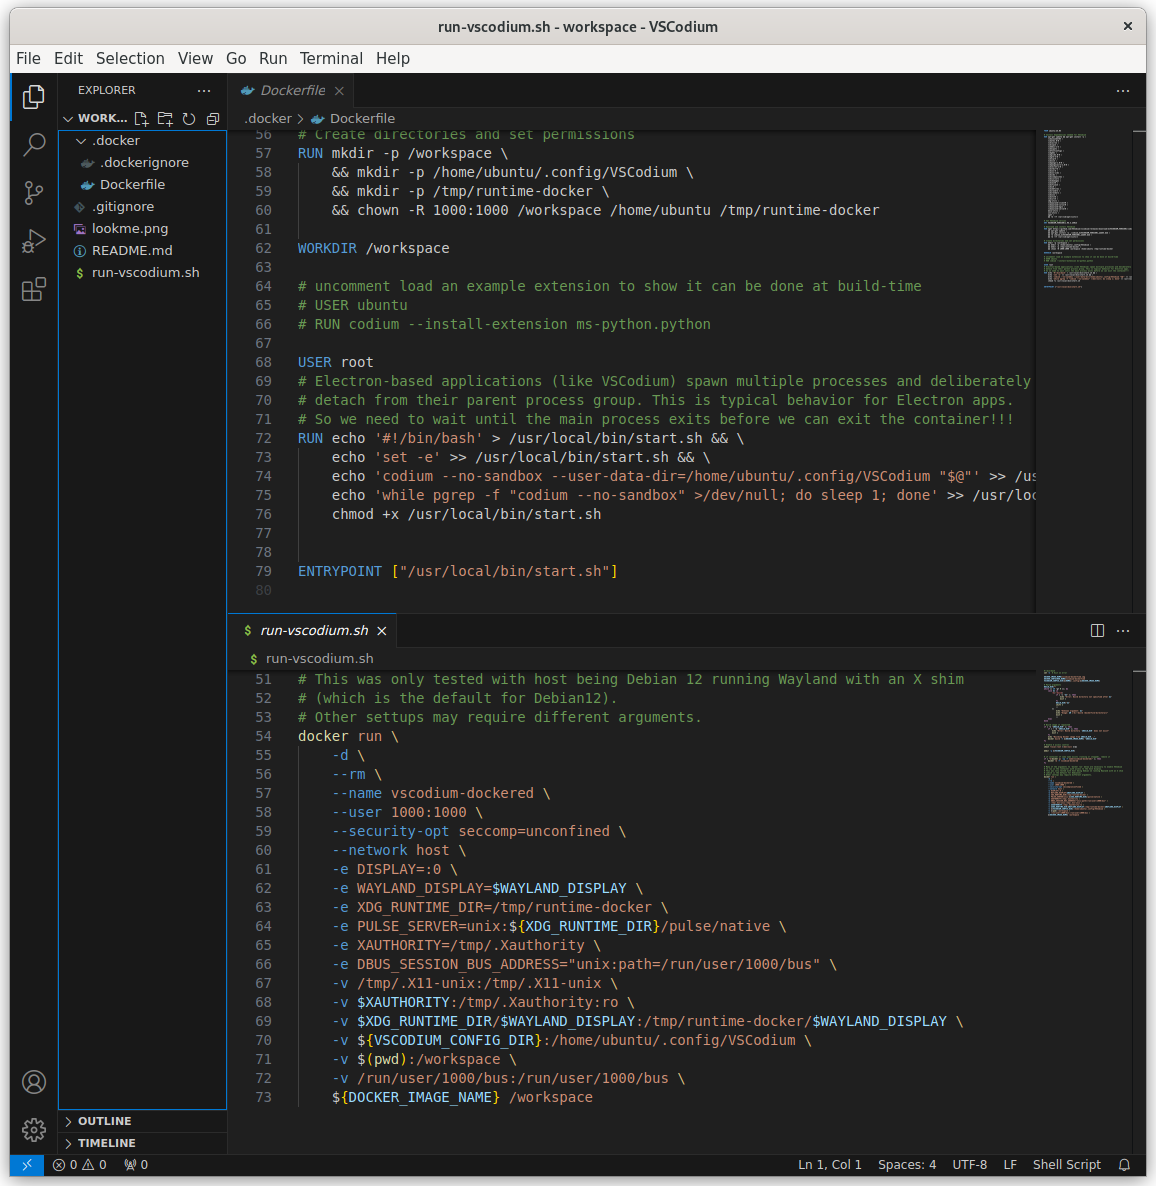 run-vscodium.sh - workspace - VSCodium
File Edit Selection View Go Run Terminal Help
EXPLORER
WORK...
.docker
.dockerignore
Dockerfile
.gitignore
lookme.png
README.md
run-vscodium.sh
OUTLINE
TIMELINE
Dockerfile
.docker > Dockerfile
56 # Create directories and set permissions
57 RUN mkdir -p /workspace \
58     && mkdir -p /home/ubuntu/.config/VSCodium \
59     && mkdir -p /tmp/runtime-docker \
60     && chown -R 1000:1000 /workspace /home/ubuntu /tmp/runtime-docker
61
62 WORKDIR /workspace
63
64 # uncomment load an example extension to show it can be done at build-time
65 # USER ubuntu
66 # RUN codium --install-extension ms-python.python
67
68 USER root
69 # Electron-based applications (like VSCodium) spawn multiple processes and deliberately
70 # detach from their parent process group. This is typical behavior for Electron apps.
71 # So we need to wait until the main process exits before we can exit the container!!!
72 RUN echo '#!/bin/bash' > /usr/local/bin/start.sh && \
73     echo 'set -e' >> /usr/local/bin/start.sh && \
74     echo 'codium --no-sandbox --user-data-dir=/home/ubuntu/.config/VSCodium "$@"' >> /us
75     echo 'while pgrep -f "codium --no-sandbox" >/dev/null; do sleep 1; done' >> /usr/loc
76     chmod +x /usr/local/bin/start.sh
77
78
79 ENTRYPOINT ["/usr/local/bin/start.sh"]
80
$ run-vscodium.sh
$ run-vscodium.sh
51 # This was only tested with host being Debian 12 running Wayland with an X shim
52 # (which is the default for Debian12).
53 # Other settups may require different arguments.
54 docker run \
55     -d \
56     --rm \
57     --name vscodium-dockered \
58     --user 1000:1000 \
59     --security-opt seccomp=unconfined \
60     --network host \
61     -e DISPLAY=:0 \
62     -e WAYLAND_DISPLAY=$WAYLAND_DISPLAY \
63     -e XDG_RUNTIME_DIR=/tmp/runtime-docker \
64     -e PULSE_SERVER=unix:${XDG_RUNTIME_DIR}/pulse/native \
65     -e XAUTHORITY=/tmp/.Xauthority \
66     -e DBUS_SESSION_BUS_ADDRESS="unix:path=/run/user/1000/bus" \
67     -v /tmp/.X11-unix:/tmp/.X11-unix \
68     -v $XAUTHORITY:/tmp/.Xauthority:ro \
69     -v $XDG_RUNTIME_DIR/$WAYLAND_DISPLAY:/tmp/runtime-docker/$WAYLAND_DISPLAY \
70     -v ${VSCODIUM_CONFIG_DIR}:/home/ubuntu/.config/VSCodium \
71     -v $(pwd):/workspace \
72     -v /run/user/1000/bus:/run/user/1000/bus \
73     ${DOCKER_IMAGE_NAME} /workspace
0 0 0 Ln 1, Col 1 Spaces: 4 UTF-8 LF Shell Script